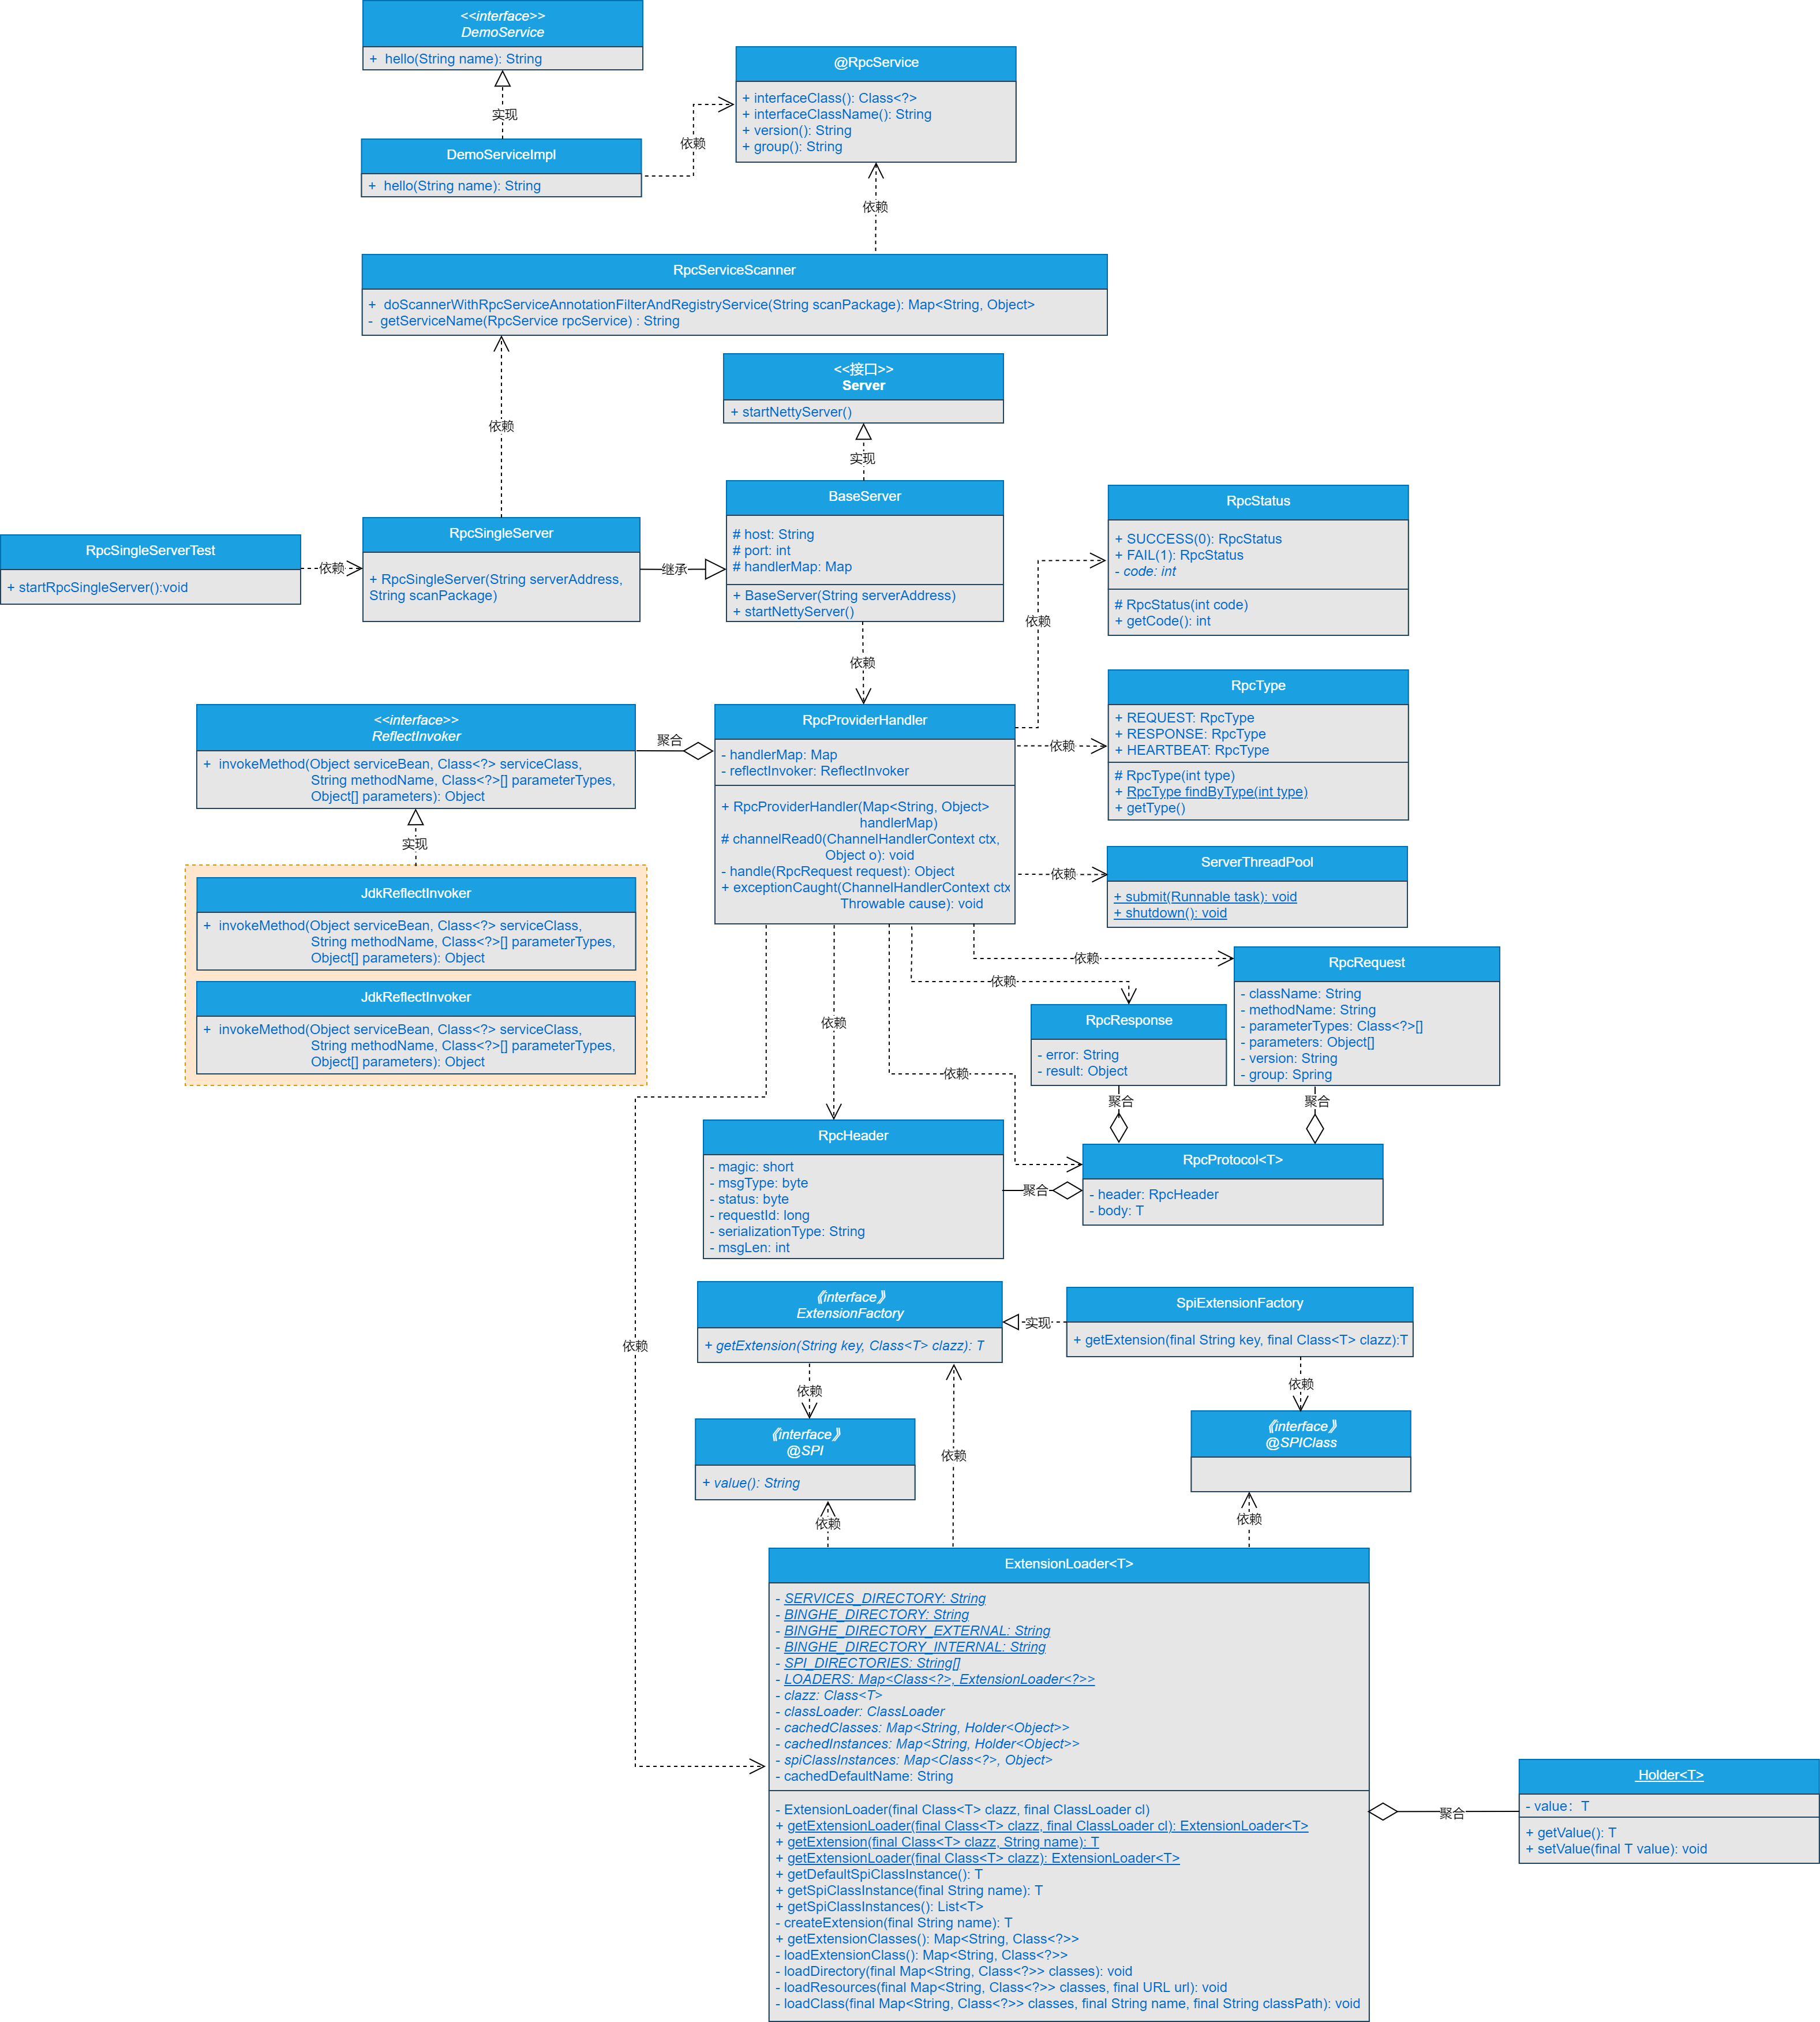 <<interface>>
DemoService
+ hello(String name): String
实现
DemoServiceImpl
+ hello(String name): String
依赖
@RpcService
+ interfaceClass(): Class<?>
+ interfaceClassName(): String
+ version(): String
+ group(): String
依赖
RpcServiceScanner
+ doScannerWithRpcServiceAnnotationFilterAndRegistryService(String scanPackage): Map<String, Object>
- getServiceName(RpcService rpcService) : String
依赖
<<接口>>
Server
+ startNettyServer()
实现
RpcSingleServerTest
+ startRpcSingleServer():void
依赖
RpcSingleServer
+ RpcSingleServer(String serverAddress,
String scanPackage)
继承
BaseServer
# host: String
# port: int
# handlerMap: Map
+ BaseServer(String serverAddress)
+ startNettyServer()
依赖
RpcStatus
+ SUCCESS(0): RpcStatus
+ FAIL(1): RpcStatus
- code: int
# RpcStatus(int code)
+ getCode(): int
依赖
RpcType
+ REQUEST: RpcType
+ RESPONSE: RpcType
+ HEARTBEAT: RpcType
# RpcType(int type)
+ RpcType findByType(int type)
+ getType()
依赖
<<interface>>
ReflectInvoker
+ invokeMethod(Object serviceBean, Class<?> serviceClass,
String methodName, Class<?>[] parameterTypes,
Object[] parameters): Object
聚合
RpcProviderHandler
- handlerMap: Map
- reflectInvoker: ReflectInvoker
+ RpcProviderHandler(Map<String, Object>
handlerMap)
# channelRead0(ChannelHandlerContext ctx,
Object o): void
- handle(RpcRequest request): Object
+ exceptionCaught(ChannelHandlerContext ctx
Throwable cause): void
依赖
ServerThreadPool
+ submit(Runnable task): void
+ shutdown(): void
实现
JdkReflectInvoker
+ invokeMethod(Object serviceBean, Class<?> serviceClass,
String methodName, Class<?>[] parameterTypes,
Object[] parameters): Object
JdkReflectInvoker
+ invokeMethod(Object serviceBean, Class<?> serviceClass,
String methodName, Class<?>[] parameterTypes,
Object[] parameters): Object
依赖
RpcRequest
- className: String
- methodName: String
- parameterTypes: Class<?>[]
- parameters: Object[]
- version: String
- group: Spring
依赖
RpcResponse
- error: String
- result: Object
依赖
依赖
聚合
聚合
RpcHeader
- magic: short
- msgType: byte
- status: byte
- requestId: long
- serializationType: String
- msgLen: int
聚合
RpcProtocol<T>
- header: RpcHeader
- body: T
依赖
《interface》
ExtensionFactory
+ getExtension(String key, Class<T> clazz): T
实现
SpiExtensionFactory
+ getExtension(final String key, final Class<T> clazz):T
依赖
依赖
《interface》
@SPI
+ value(): String
依赖
《interface》
@SPIClass
依赖
依赖
ExtensionLoader<T>
- SERVICES_DIRECTORY: String
- BINGHE_DIRECTORY: String
- BINGHE_DIRECTORY_EXTERNAL: String
- BINGHE_DIRECTORY_INTERNAL: String
- SPI_DIRECTORIES: String[]
- LOADERS: Map<Class<?>, ExtensionLoader<?>>
- clazz: Class<T>
- classLoader: ClassLoader
- cachedClasses: Map<String, Holder<Object>>
- cachedInstances: Map<String, Holder<Object>>
- spiClassInstances: Map<Class<?>, Object>
- cachedDefaultName: String
- ExtensionLoader(final Class<T> clazz, final ClassLoader cl)
+ getExtensionLoader(final Class<T> clazz, final ClassLoader cl): ExtensionLoader<T>
+ getExtension(final Class<T> clazz, String name): T
+ getExtensionLoader(final Class<T> clazz): ExtensionLoader<T>
+ getDefaultSpiClassInstance(): T
+ getSpiClassInstance(final String name): T
+ getSpiClassInstances(): List<T>
- createExtension(final String name): T
+ getExtensionClasses(): Map<String, Class<?>>
- loadExtensionClass(): Map<String, Class<?>>
- loadDirectory(final Map<String, Class<?>> classes): void
- loadResources(final Map<String, Class<?>> classes, final URL url): void
- loadClass(final Map<String, Class<?>> classes, final String name, final String classPath): void
聚合
Holder<T>
- value： T
+ getValue(): T
+ setValue(final T value): void